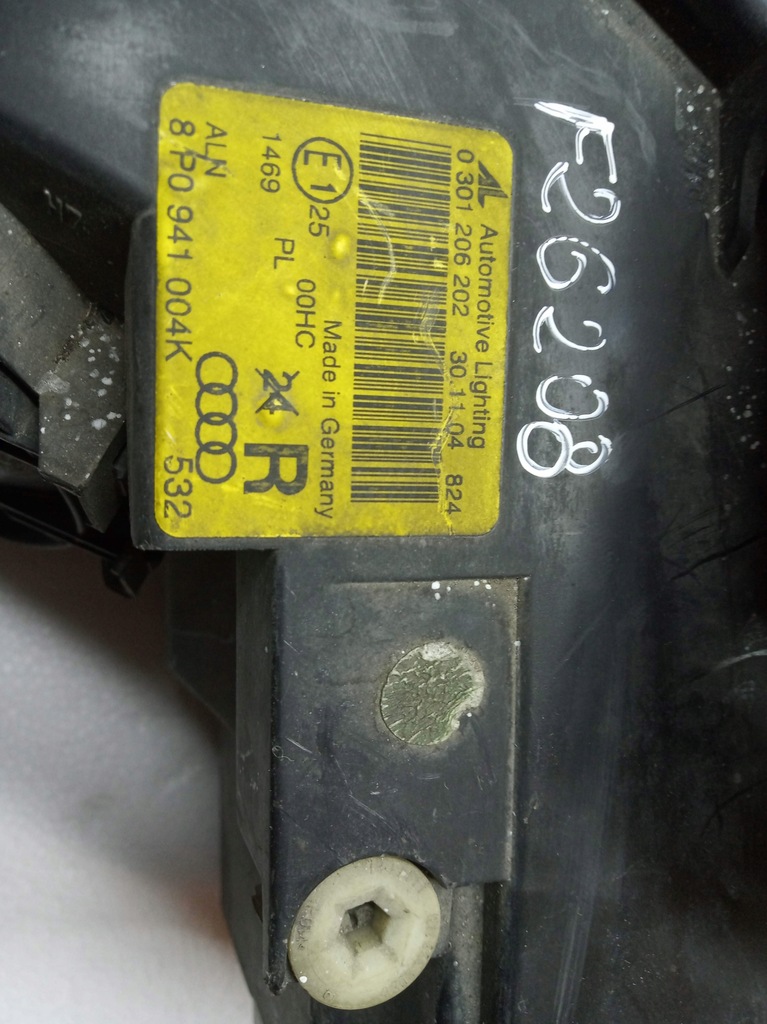 F26208
AL Automotive Lighting
0 301 206 202 30.11.04 824
E1 25 Made in Germany
1469 PL 00HC
24 R
ALN
8P0 941 004K 532